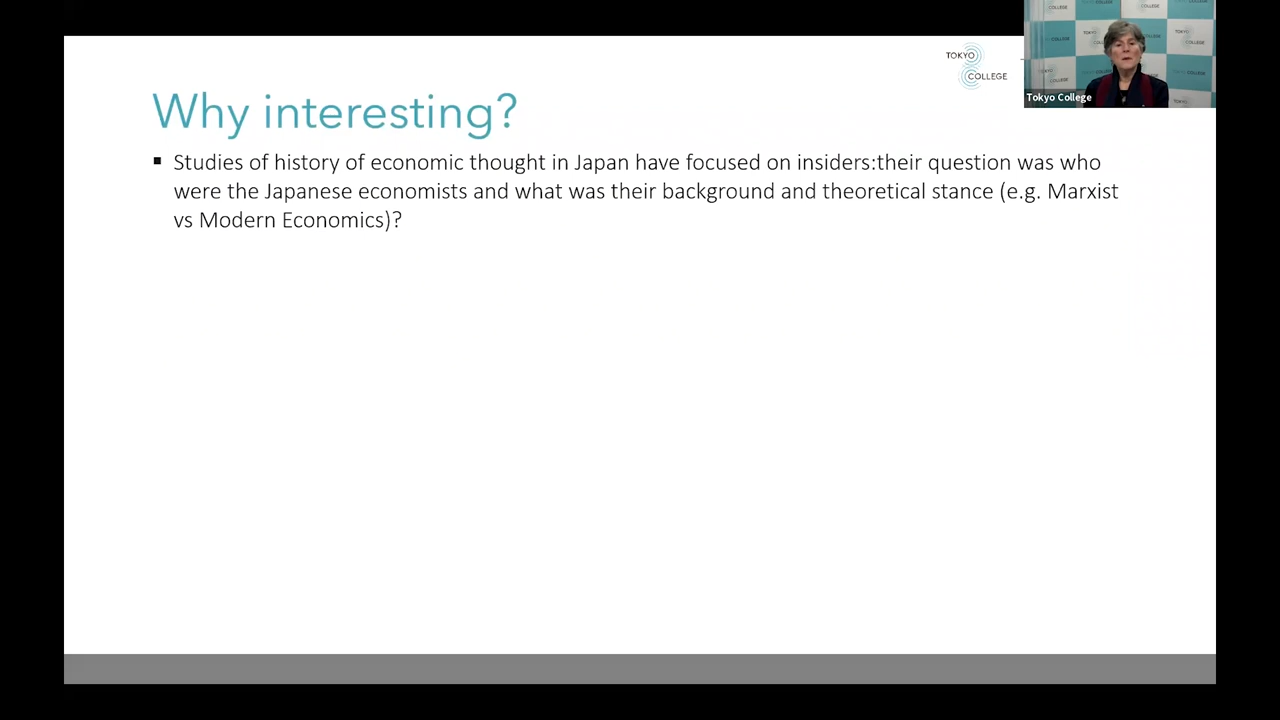 Why interesting?
▪ Studies of history of economic thought in Japan have focused on insiders:their question was who
were the Japanese economists and what was their background and theoretical stance (e.g. Marxist
vs Modern Economics)?
TOKYO
COLLEGE
Tokyo College